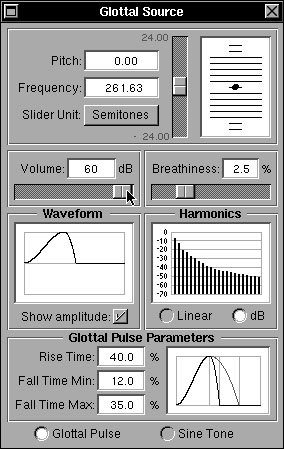 Glottal Source
24.00
Pitch: 0.00
Frequency: 261.63
Slider Unit: Semitones
- 24.00
Volume: 60 dB
Breathiness: 2.5 %
Waveform
Harmonics
0
-10
-20
-30
-40
-50
-60
-70
Show amplitude:
Linear
dB
Glottal Pulse Parameters
Rise Time: 40.0 %
Fall Time Min: 12.0 %
Fall Time Max: 35.0 %
Glottal Pulse
Sine Tone